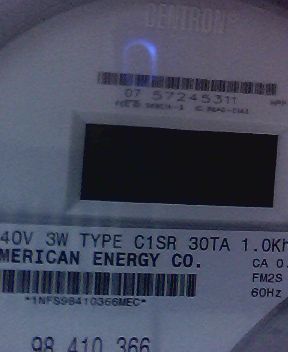 CENTRON
07 57245311
40V 3W TYPE C1SR 30TA 1.0Kh
MERICAN ENERGY CO.
CA 0.
FM2S
60Hz
*1NFS98410366MEC*
98 410 366